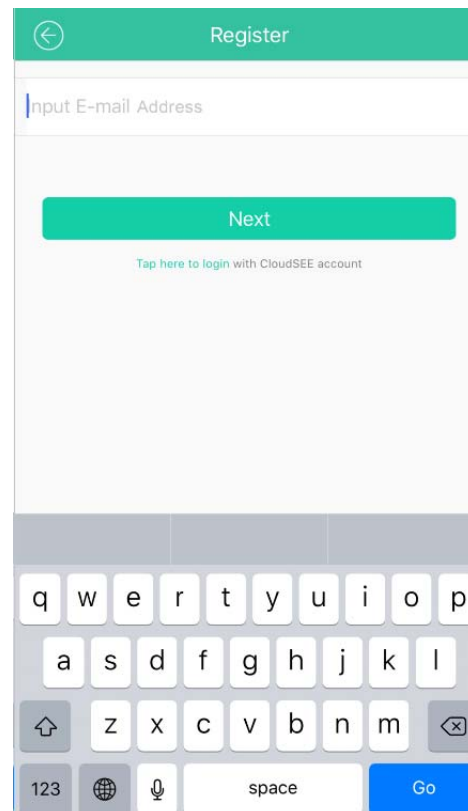 Register
Input E-mail Address
Next
Tap here to login with CloudSEE account
q w e r t y u i o p
a s d f g h j k l
z x c v b n m
123 space Go